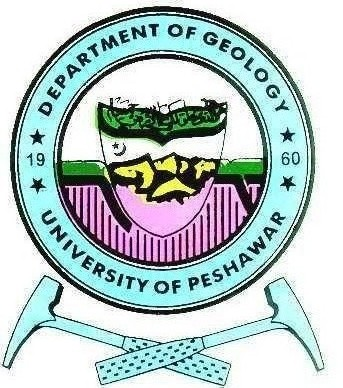 DEPARTMENT OF GEOLOGY
19 60
UNIVERSITY OF PESHAWAR